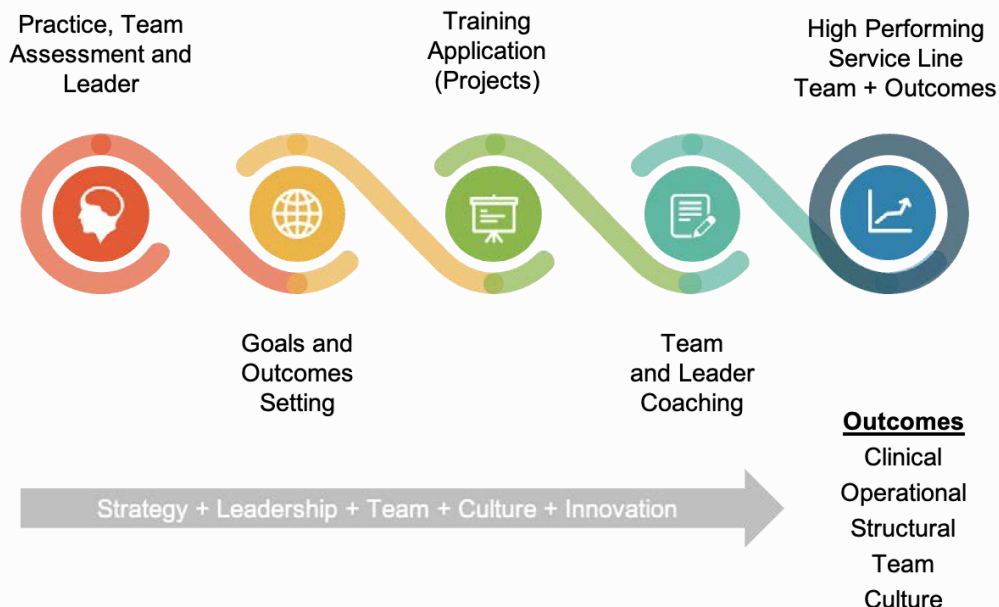 Practice, Team
Assessment and
Leader
Training
Application
(Projects)
High Performing
Service Line
Team + Outcomes
Goals and
Outcomes
Setting
Team
and Leader
Coaching
Strategy + Leadership + Team + Culture + Innovation
Outcomes
Clinical
Operational
Structural
Team
Culture